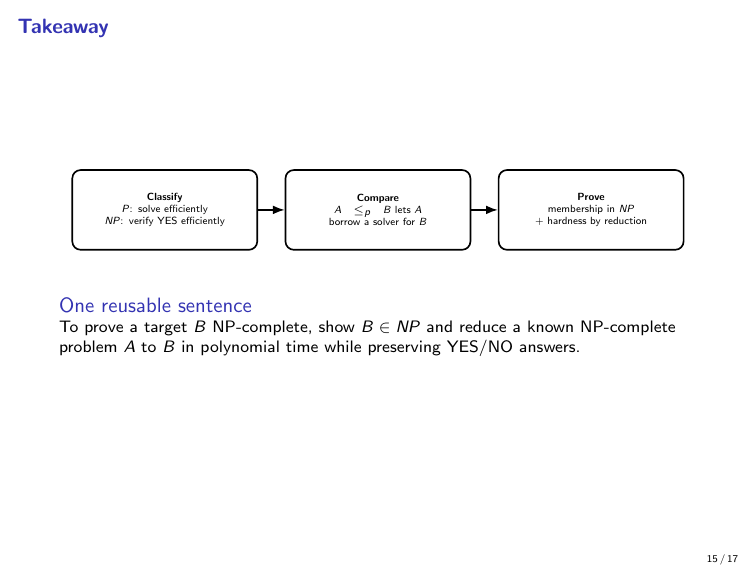 Takeaway
Classify
P: solve efficiently
NP: verify YES efficiently
Compare
A ≤p B lets A
borrow a solver for B
Prove
membership in NP
+ hardness by reduction
One reusable sentence
To prove a target B NP-complete, show B ∈ NP and reduce a known NP-complete
problem A to B in polynomial time while preserving YES/NO answers.
15 / 17